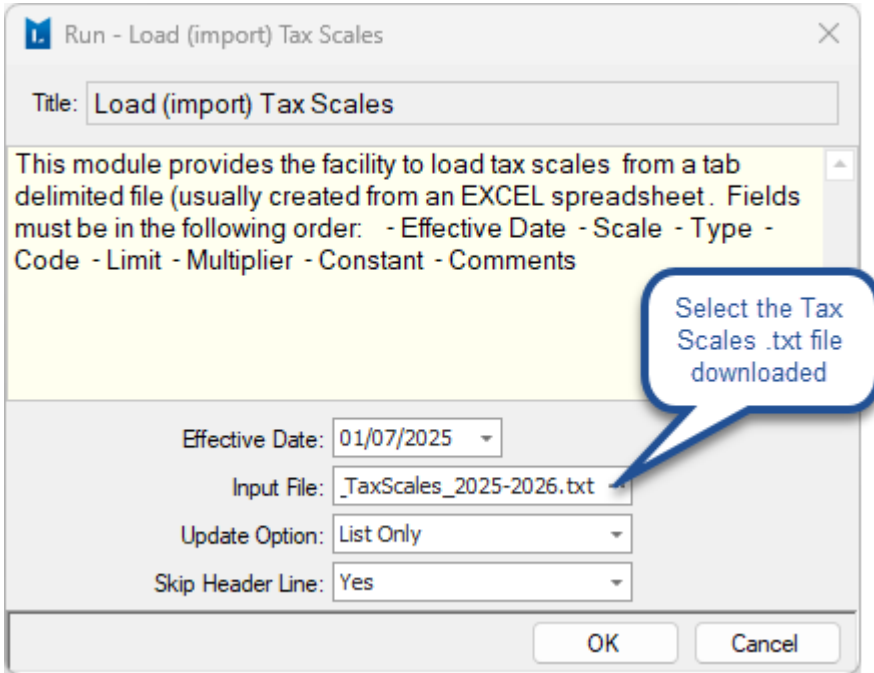 Run - Load (import) Tax Scales
Title: Load (import) Tax Scales
This module provides the facility to load tax scales from a tab
delimited file (usually created from an EXCEL spreadsheet. Fields
must be in the following order: - Effective Date - Scale - Type -
Code - Limit - Multiplier - Constant - Comments
Select the Tax
Scales .txt file
downloaded
Effective Date: 01/07/2025
Input File: _TaxScales_2025-2026.txt
Update Option: List Only
Skip Header Line: Yes
OK Cancel